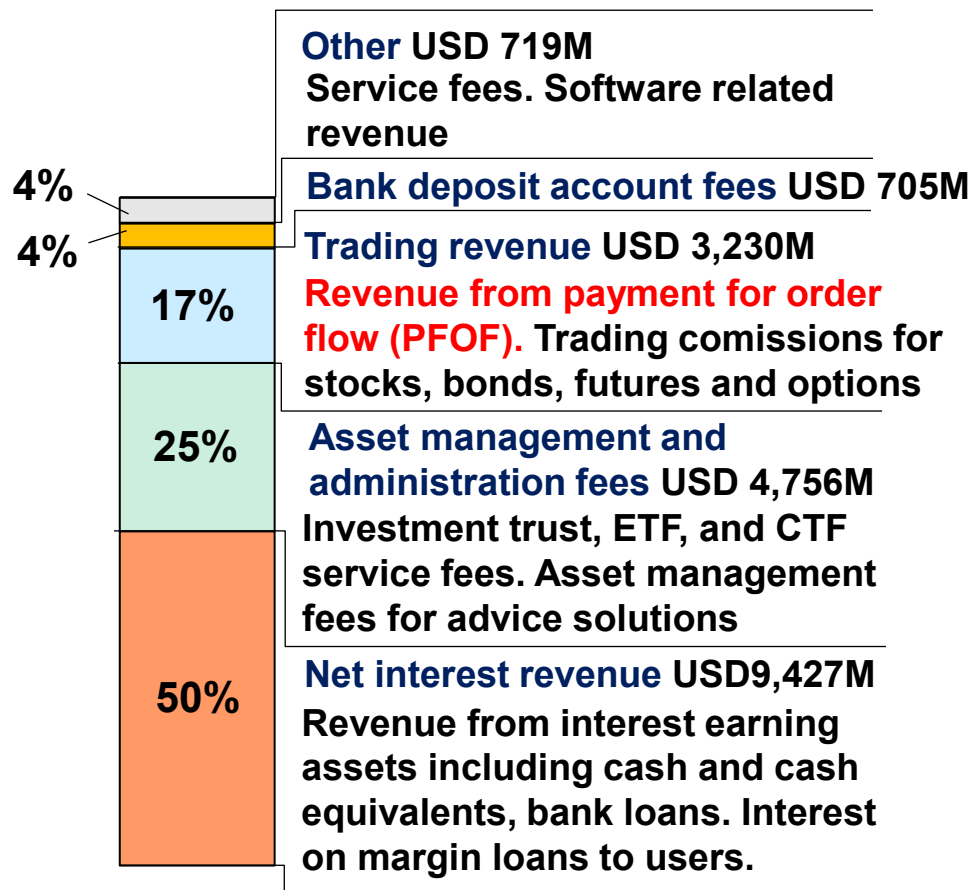 Other USD 719M
Service fees. Software related
revenue
4%
Bank deposit account fees USD 705M
4%
Trading revenue USD 3,230M
Revenue from payment for order
flow (PFOF). Trading comissions for
stocks, bonds, futures and options
17%
Asset management and
administration fees USD 4,756M
Investment trust, ETF, and CTF
service fees. Asset management
fees for advice solutions
25%
Net interest revenue USD9,427M
Revenue from interest earning
assets including cash and cash
equivalents, bank loans. Interest
on margin loans to users.
50%